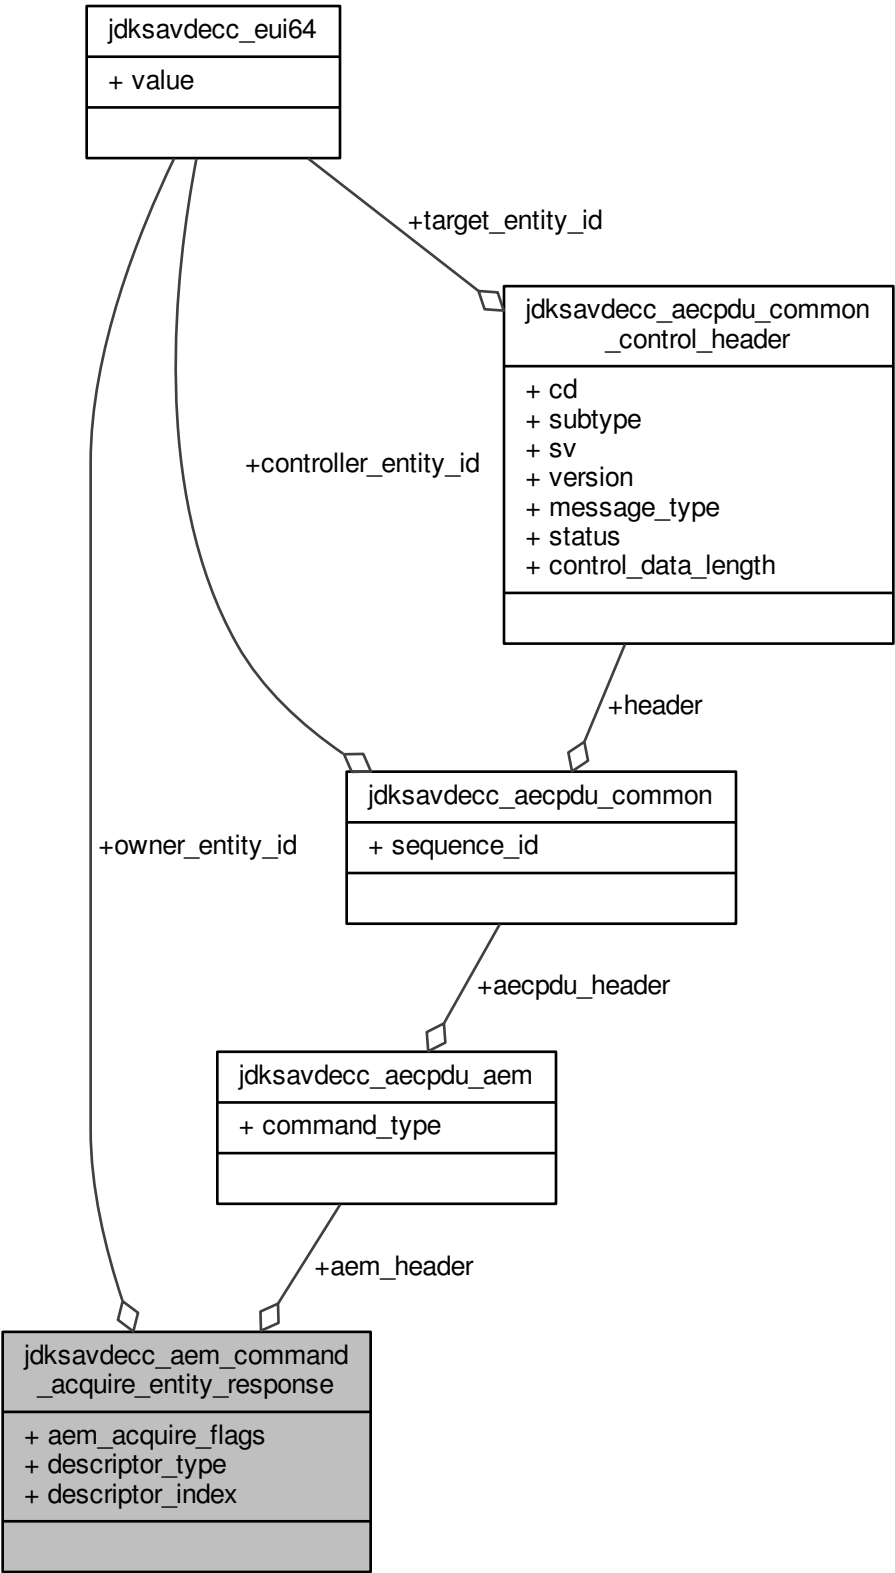 jdksavdecc_eui64
+ value
+target_entity_id
jdksavdecc_aecpdu_common
_control_header
+ cd
+ subtype
+ sv
+ version
+ message_type
+ status
+ control_data_length
+controller_entity_id
+header
jdksavdecc_aecpdu_common
+ sequence_id
+owner_entity_id
+aecpdu_header
jdksavdecc_aecpdu_aem
+ command_type
+aem_header
jdksavdecc_aem_command
_acquire_entity_response
+ aem_acquire_flags
+ descriptor_type
+ descriptor_index